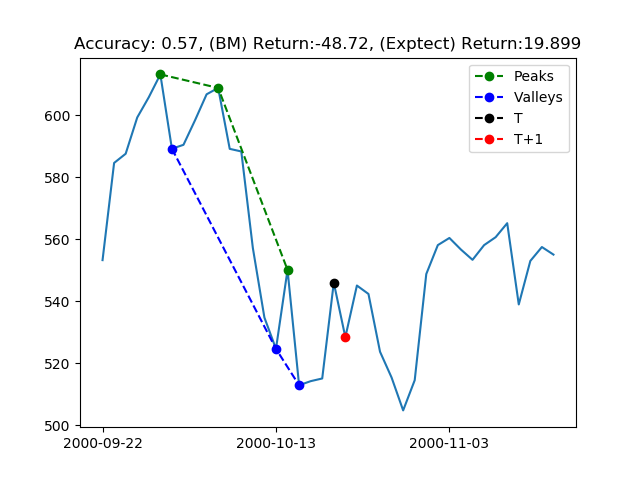 Accuracy: 0.57, (BM) Return:-48.72, (Exptect) Return:19.899
Peaks
Valleys
T
T+1
600
580
560
540
520
500
2000-09-22
2000-10-13
2000-11-03